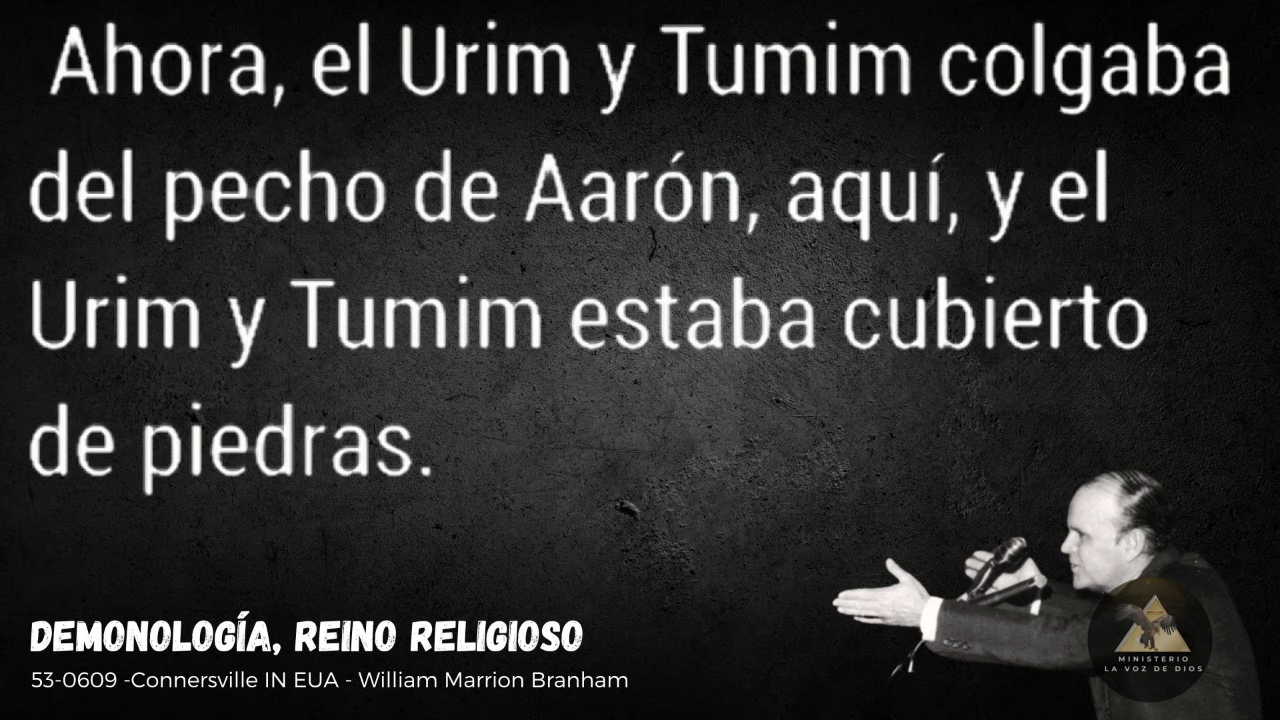 Ahora, el Urim y Tumim colgaba
del pecho de Aarón, aquí, y el
Urim y Tumim estaba cubierto
de piedras.
DEMONOLOGÍA, REINO RELIGIOSO
53-0609 -Connersville IN EUA - William Marrion Branham
MINISTERIO
LA VOZ DE DIOS